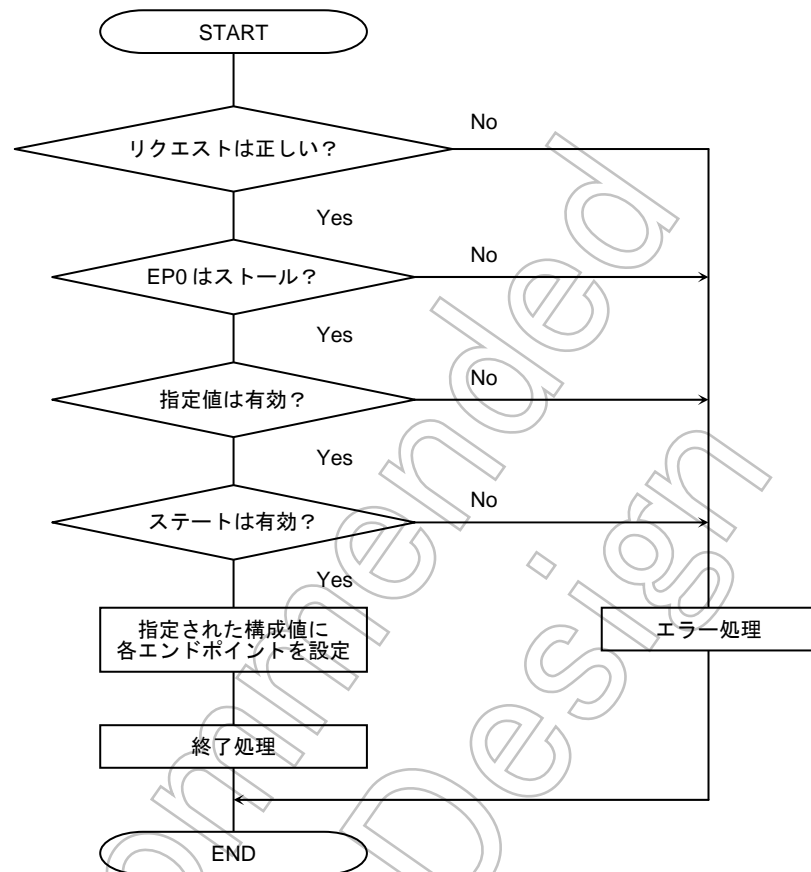 START
リクエストは正しい？
No
Yes
EP0 はストール？
No
Yes
指定値は有効？
No
Yes
ステートは有効？
No
Yes
指定された構成値に
各エンドポイントを設定
エラー処理
終了処理
END
ommended
Design